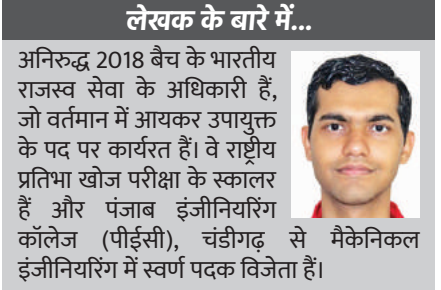 लेखक के बारे में...
अनिरुद्ध 2018 बैच के भारतीय
राजस्व सेवा के अधिकारी हैं,
जो वर्तमान में आयकर उपायुक्त
के पद पर कार्यरत हैं। वे राष्ट्रीय
प्रतिभा खोज परीक्षा के स्कालर
हैं और पंजाब इंजीनियरिंग
कॉलेज (पीईसी), चंडीगढ़ से मैकेनिकल
इंजीनियरिंग में स्वर्ण पदक विजेता हैं।